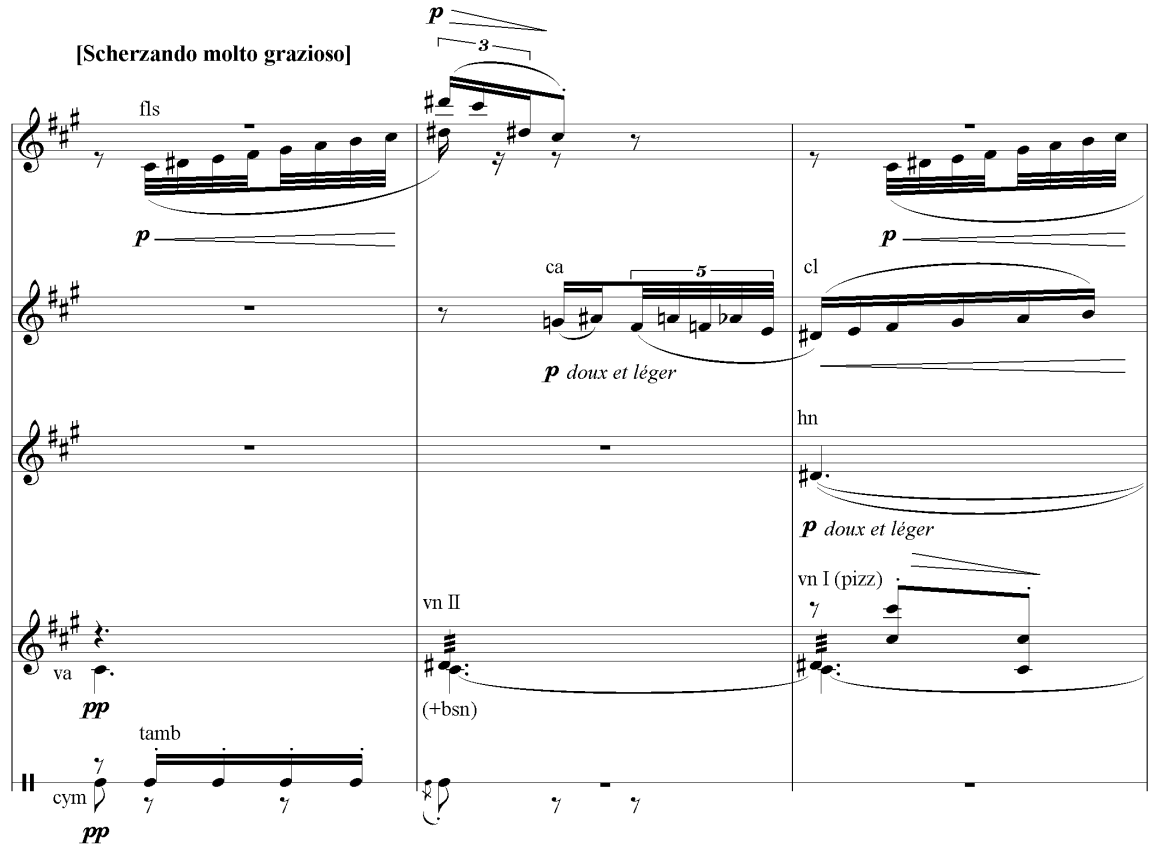 p
3
[Scherzando molto grazioso]
fls
p
p
ca
5
cl
p doux et léger
hn
p doux et léger
vn II
vn I (pizz)
va
pp
(+bsn)
tamb
cym
pp